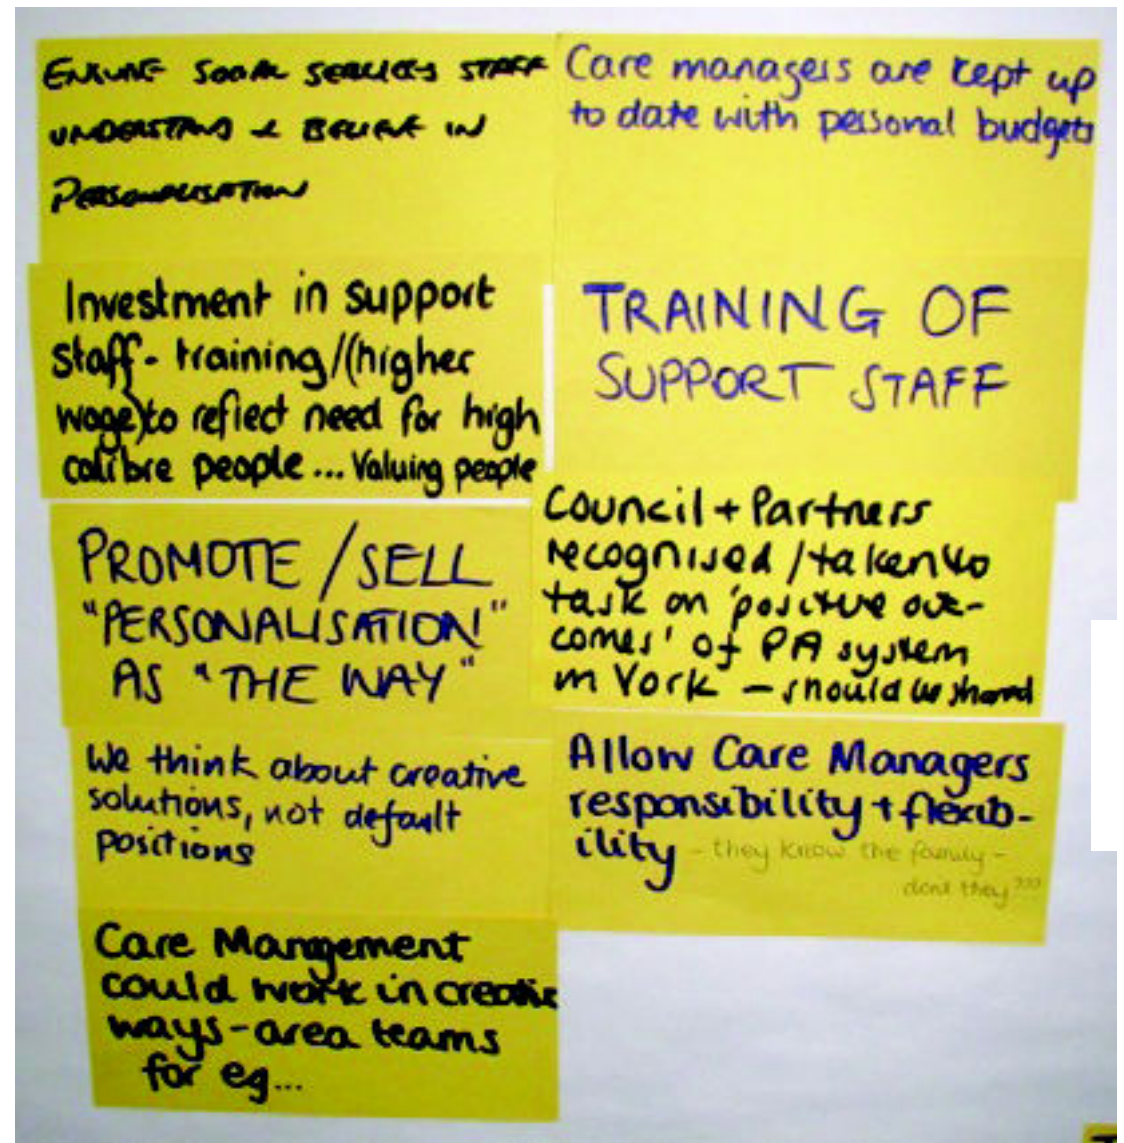 ENSURE SOCIAL SERVICES STAFF
UNDERSTAND & BELIEVE IN
PERSONALISATION
Care managers are kept up
to date with personal budgets
Investment in support
staff - training/(higher
wage) to reflect need for high
calibre people ... Valuing people
TRAINING OF
SUPPORT STAFF
PROMOTE / SELL
"PERSONALISATION"
AS "THE WAY"
Council + Partners
recognised / taken to
task on 'positive out-
comes' of PA system
in York - should be shared
We think about creative
solutions, not default
positions
Allow Care Managers
responsibility + flexib-
ility - they know the family -
dont they ???
Care Mangement
could work in creative
ways - area teams
for eg...